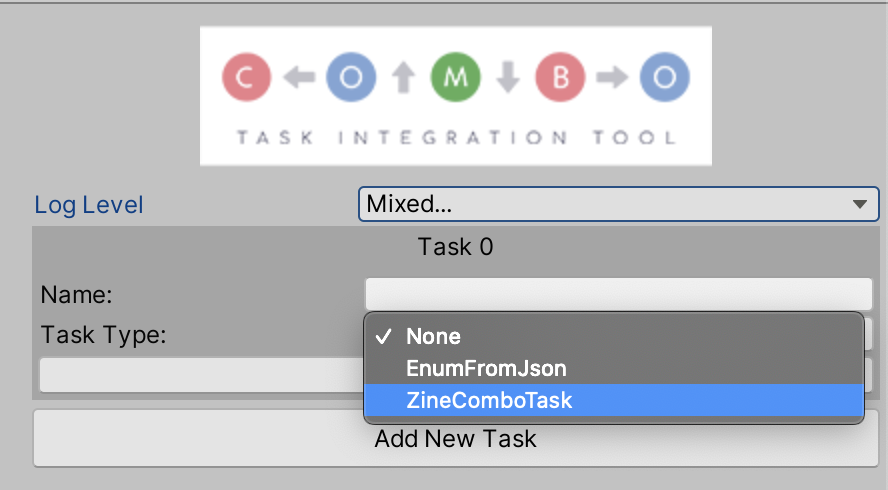 C O M B O
TASK INTEGRATION TOOL
Log Level Mixed...
Task 0
Name:
Task Type:
None
EnumFromJson
ZineComboTask
Add New Task